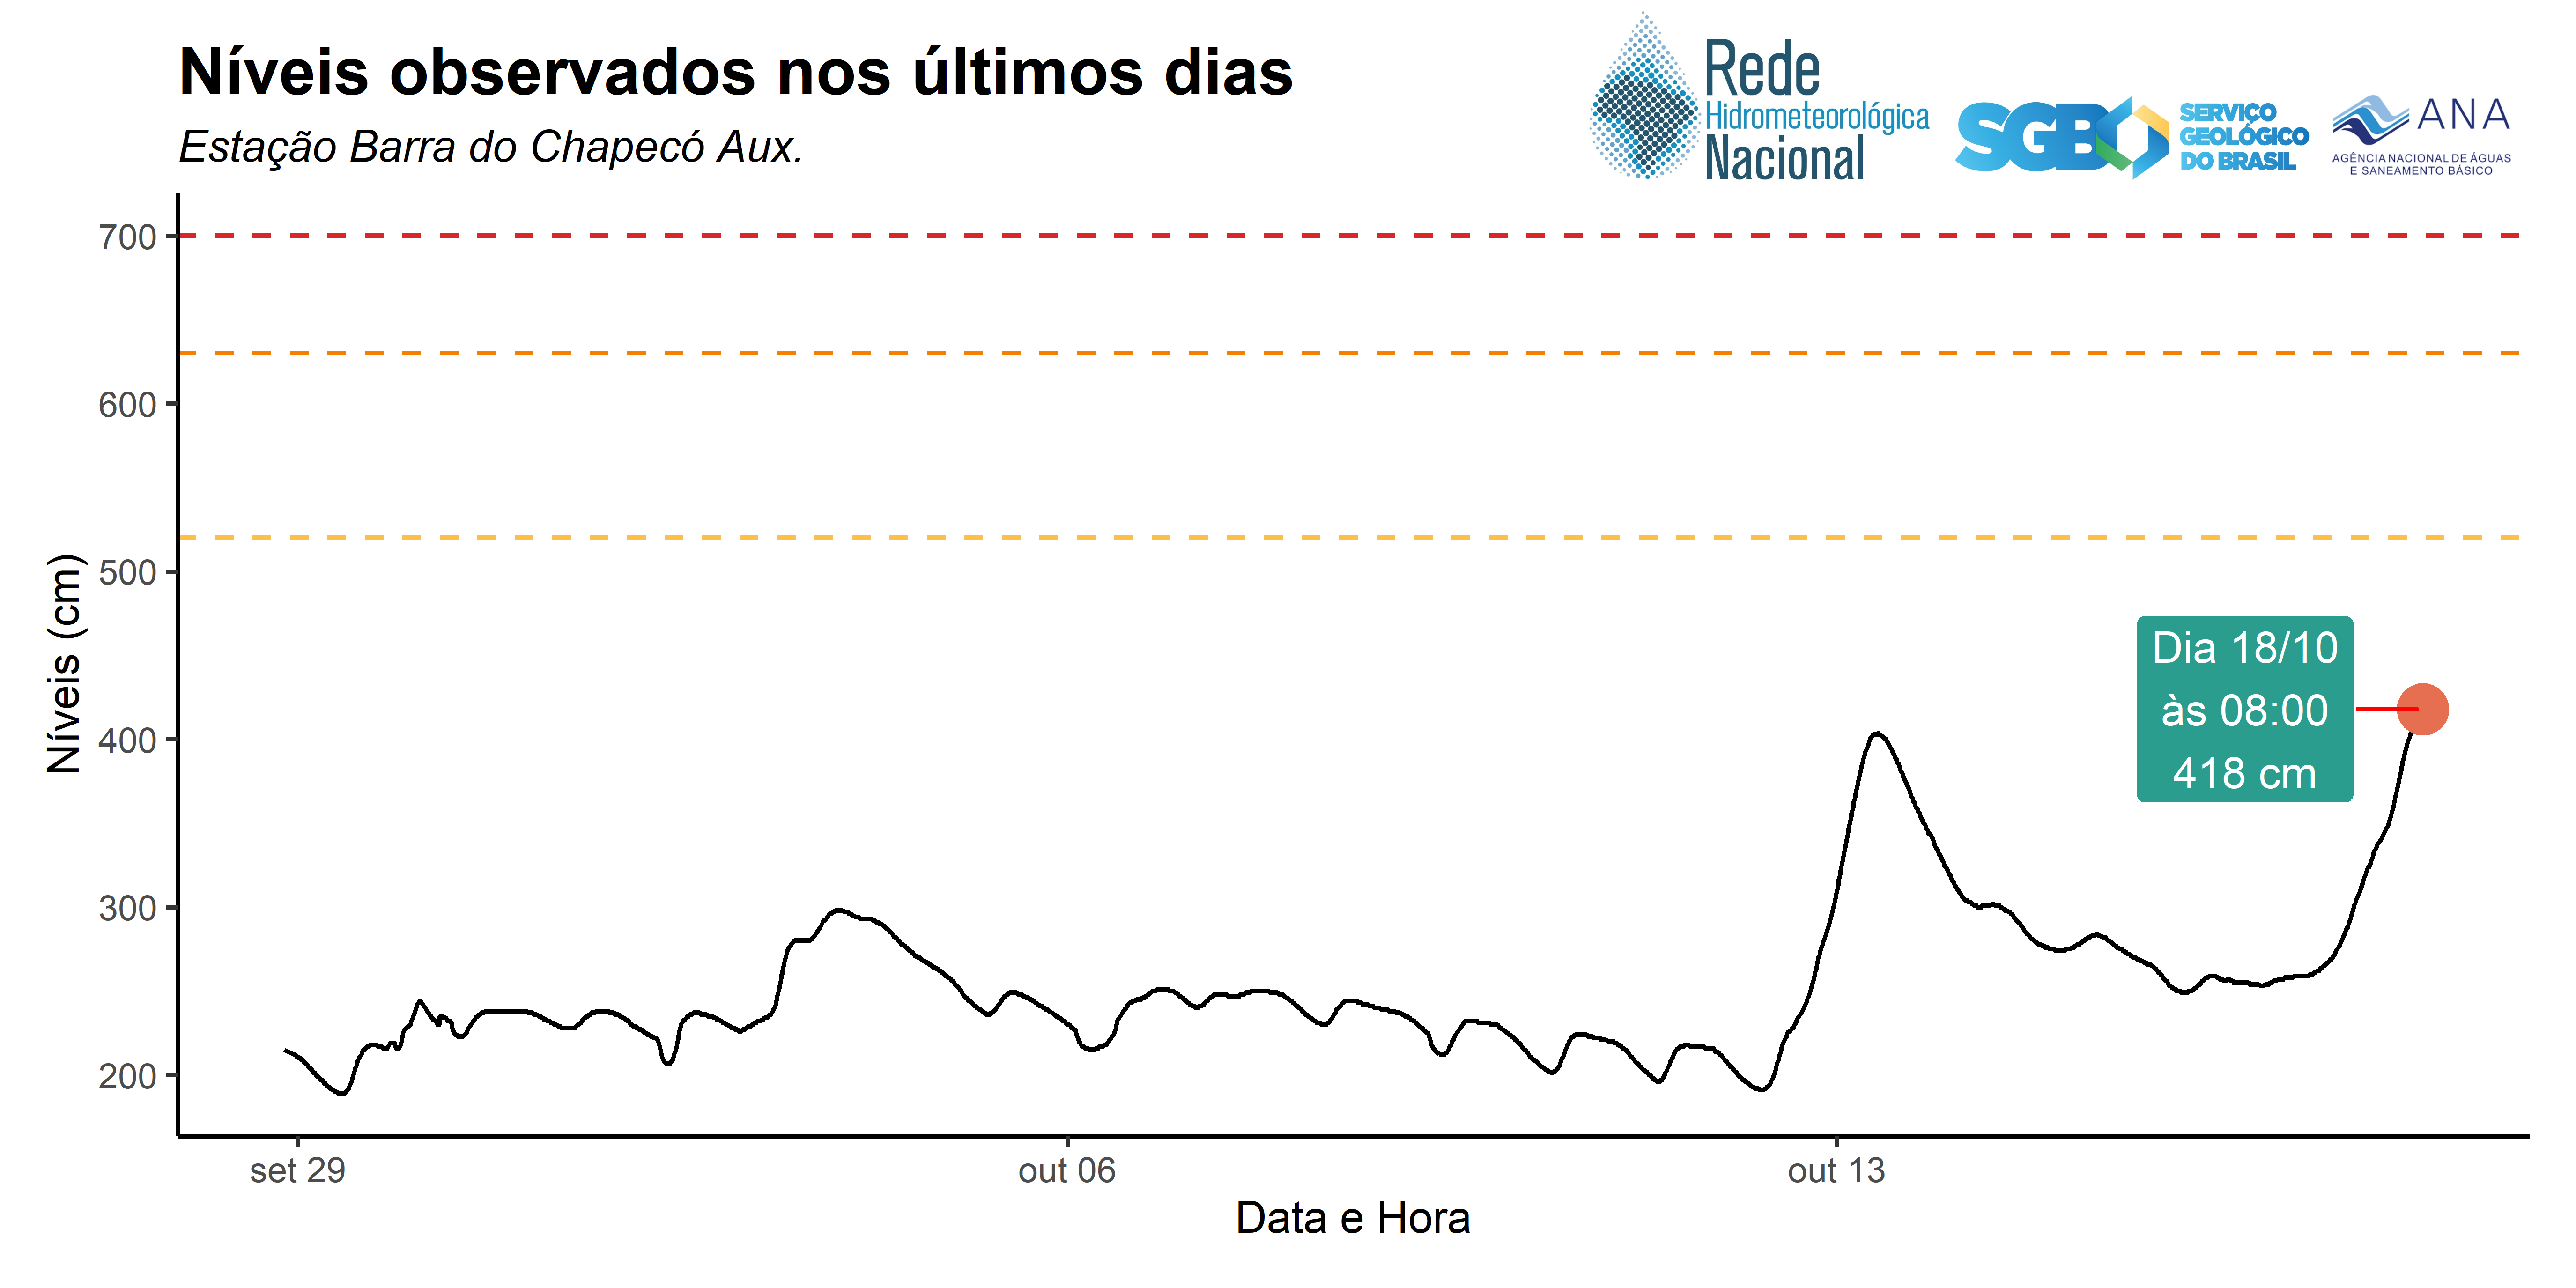 Níveis observados nos últimos dias
Estação Barra do Chapecó Aux.
Rede
Hidrometeorológica
Nacional
SGB
SERVIÇO
GEOLÓGICO
DO BRASIL
ANA
AGÊNCIA NACIONAL DE ÁGUAS
E SANEAMENTO BÁSICO
Níveis (cm)
700
600
500
400
300
200
Dia 18/10
às 08:00
418 cm
set 29
out 06
out 13
Data e Hora